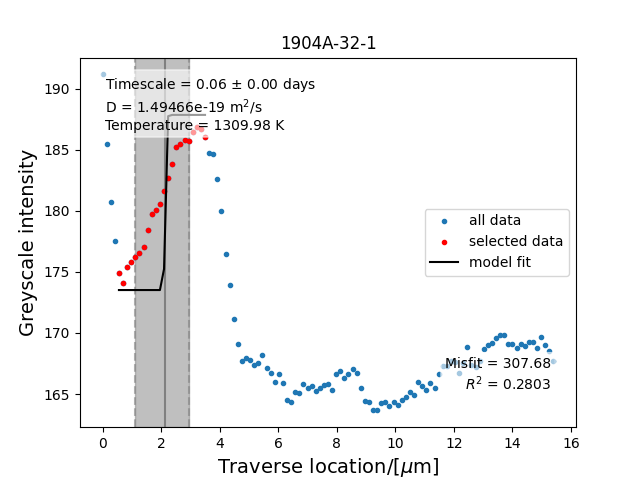 1904A-32-1
Timescale = 0.06 ± 0.00 days
D = 1.49466e-19 m²/s
Temperature = 1309.98 K
190
185
180
175
170
165
Greyscale intensity
all data
selected data
model fit
Misfit = 307.68
R² = 0.2803
0 2 4 6 8 10 12 14 16
Traverse location/[μm]